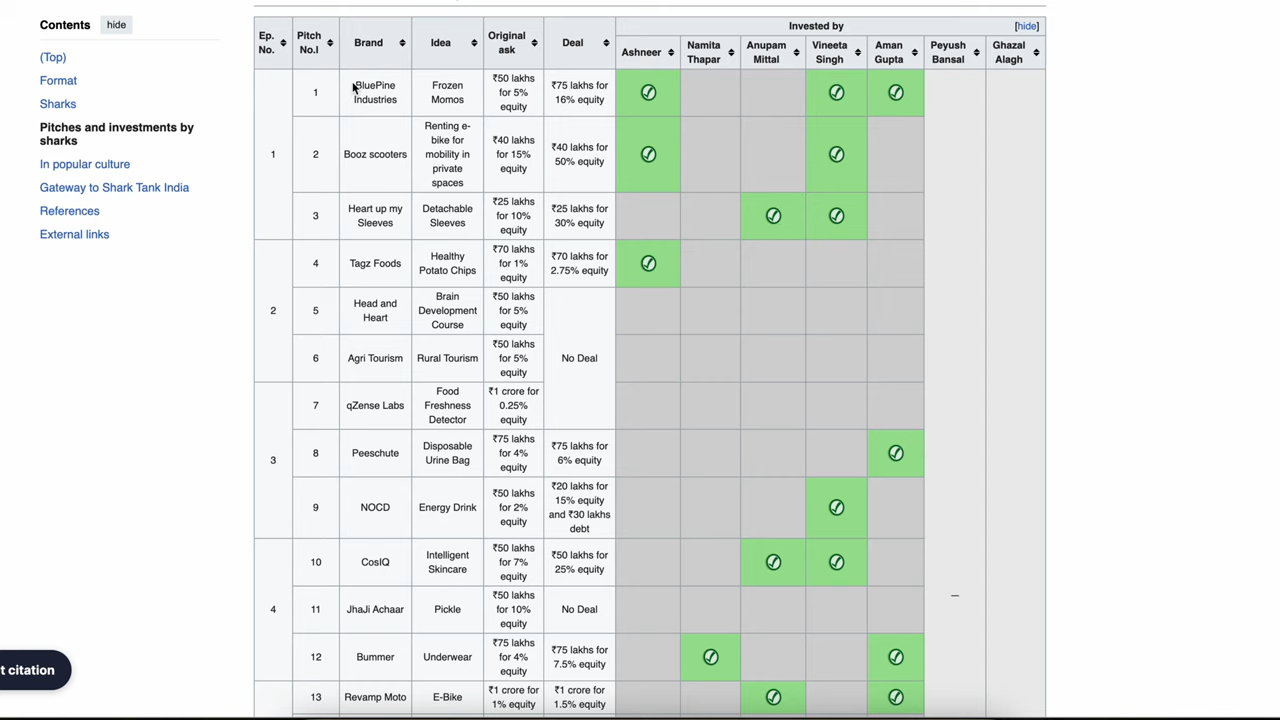 Contents hide
(Top)
Format
Sharks
Pitches and investments by
sharks
In popular culture
Gateway to Shark Tank India
References
External links
t citation
Ep.
No.
Pitch
No.I
Brand
Idea
Original
ask
Deal
Invested by
[hide]
Ashneer
Namita
Thapar
Anupam
Mittal
Vineeta
Singh
Aman
Gupta
Peyush
Bansal
Ghazal
Alagh
1
1
BluePine
Industries
Frozen
Momos
₹50 lakhs
for 5%
equity
₹75 lakhs for
16% equity
2
Booz scooters
Renting e-
bike for
mobility in
private
spaces
₹40 lakhs
for 15%
equity
₹40 lakhs for
50% equity
3
Heart up my
Sleeves
Detachable
Sleeves
₹25 lakhs
for 10%
equity
₹25 lakhs for
30% equity
2
4
Tagz Foods
Healthy
Potato Chips
₹70 lakhs
for 1%
equity
₹70 lakhs for
2.75% equity
5
Head and
Heart
Brain
Development
Course
₹50 lakhs
for 5%
equity
No Deal
6
Agri Tourism
Rural Tourism
₹50 lakhs
for 5%
equity
3
7
qZense Labs
Food
Freshness
Detector
₹1 crore for
0.25%
equity
8
Peeschute
Disposable
Urine Bag
₹75 lakhs
for 4%
equity
₹75 lakhs for
6% equity
9
NOCD
Energy Drink
₹50 lakhs
for 2%
equity
₹20 lakhs for
15% equity
and ₹30 lakhs
debt
4
10
CosIQ
Intelligent
Skincare
₹50 lakhs
for 7%
equity
₹50 lakhs for
25% equity
–
11
JhaJi Achaar
Pickle
₹50 lakhs
for 10%
equity
No Deal
12
Bummer
Underwear
₹75 lakhs
for 4%
equity
₹75 lakhs for
7.5% equity
13
Revamp Moto
E-Bike
₹1 crore for
1% equity
₹1 crore for
1.5% equity